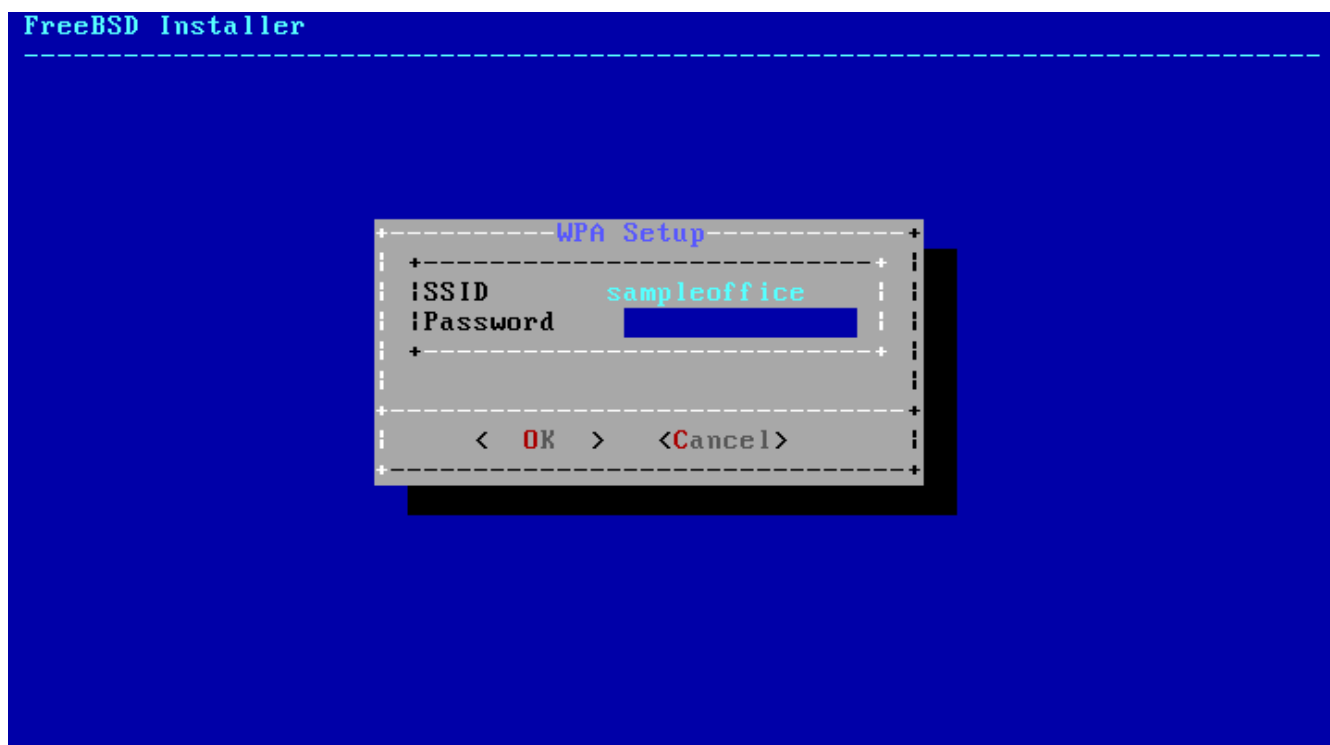 FreeBSD Installer
WPA Setup
SSID sampleoffice
Password
< OK > <Cancel>